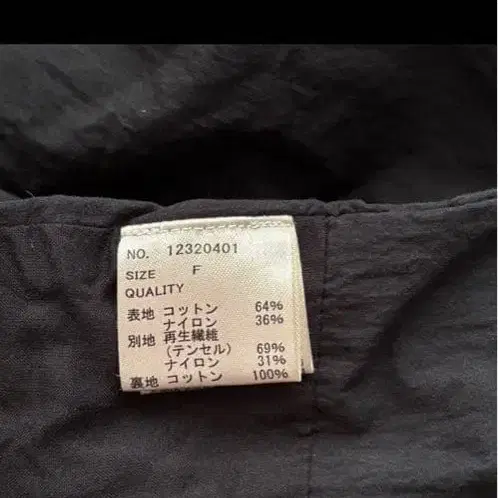 NO. 12320401
SIZE F
QUALITY
表地 コットン 64%
ナイロン 36%
別地 再生繊維
(テンセル) 69%
ナイロン 31%
裏地 コットン 100%